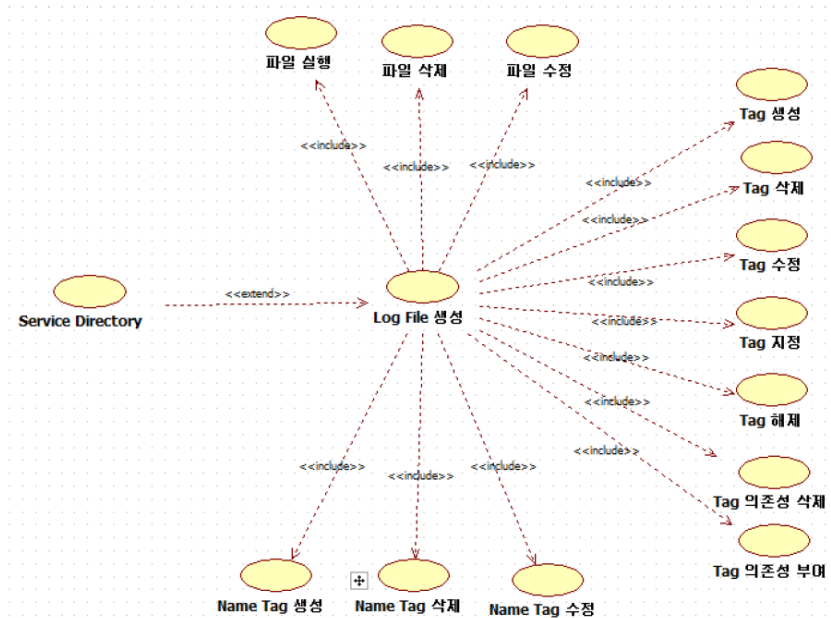 파일 실행
파일 삭제
파일 수정
Tag 생성
<<include>>
<<include>>
<<include>>
<<include>>
Tag 삭제
<<include>>
Tag 수정
<<include>>
Service Directory
<<extend>>
Log File 생성
<<include>>
Tag 지정
<<include>>
Tag 해제
<<include>>
<<include>>
<<include>>
<<include>>
<<include>>
Tag 의존성 삭제
Tag 의존성 부여
Name Tag 생성
Name Tag 삭제
Name Tag 수정